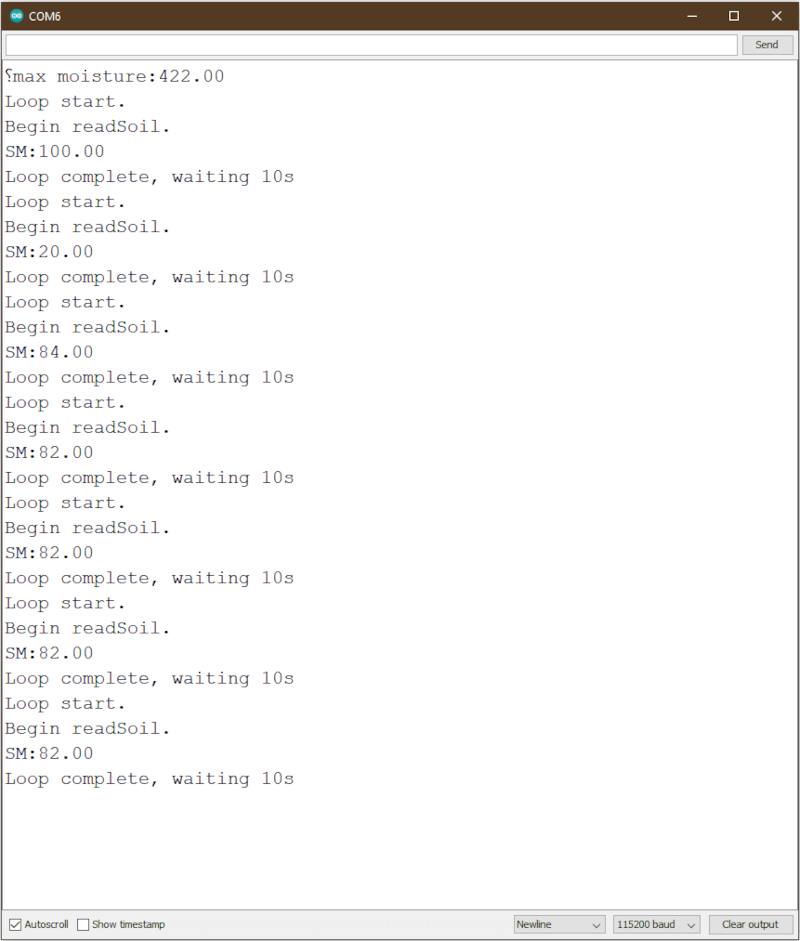 COM6
Send
⸮max moisture:422.00
Loop start.
Begin readSoil.
SM:100.00
Loop complete, waiting 10s
Loop start.
Begin readSoil.
SM:20.00
Loop complete, waiting 10s
Loop start.
Begin readSoil.
SM:84.00
Loop complete, waiting 10s
Loop start.
Begin readSoil.
SM:82.00
Loop complete, waiting 10s
Loop start.
Begin readSoil.
SM:82.00
Loop complete, waiting 10s
Loop start.
Begin readSoil.
SM:82.00
Loop complete, waiting 10s
Loop start.
Begin readSoil.
SM:82.00
Loop complete, waiting 10s
Autoscroll Show timestamp Newline 115200 baud Clear output